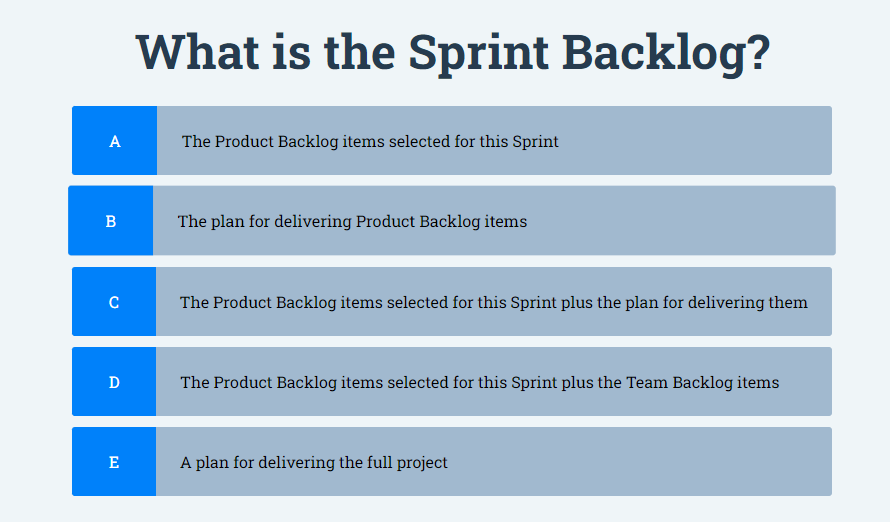 What is the Sprint Backlog?
A The Product Backlog items selected for this Sprint
B The plan for delivering Product Backlog items
C The Product Backlog items selected for this Sprint plus the plan for delivering them
D The Product Backlog items selected for this Sprint plus the Team Backlog items
E A plan for delivering the full project